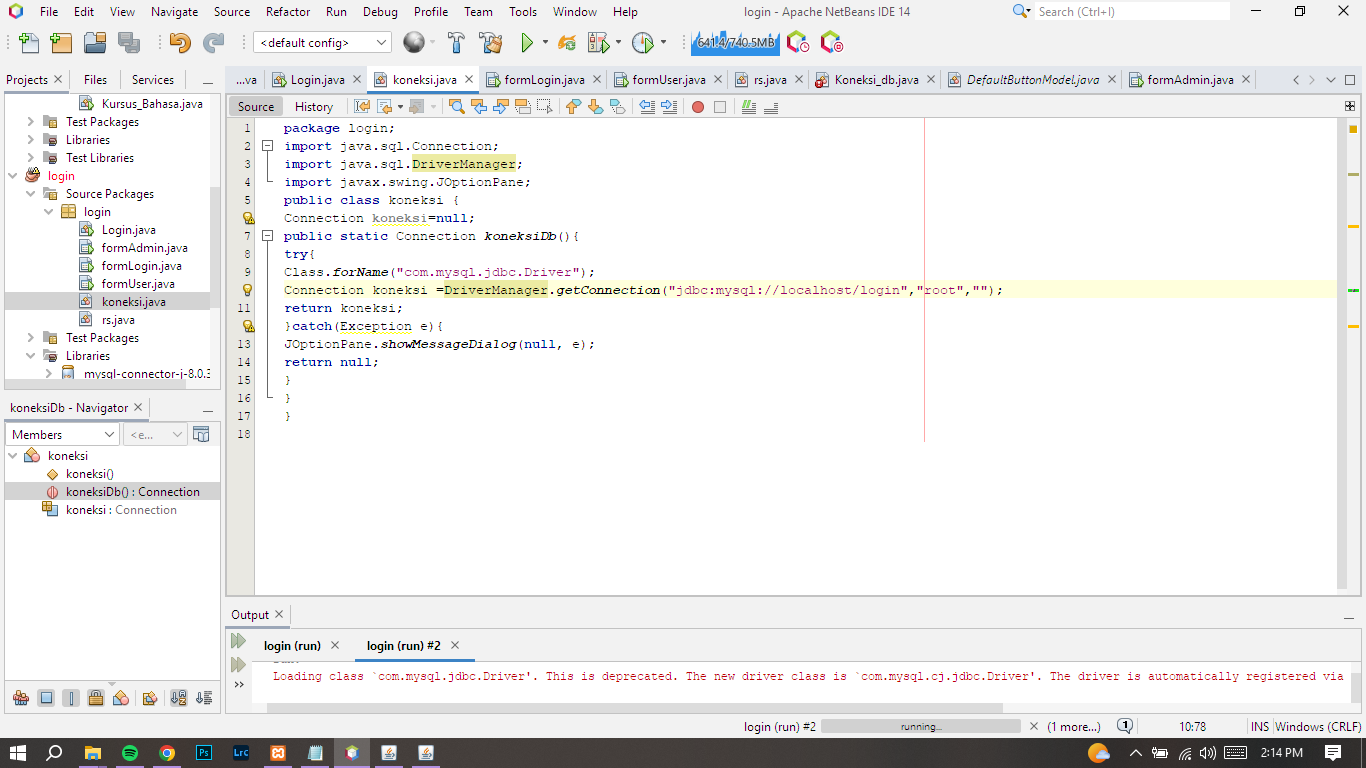 File Edit View Navigate Source Refactor Run Debug Profile Team Tools Window Help
login - Apache NetBeans IDE 14
Search (Ctrl+I)
<default config>
641.4/740.5MB
Projects Files Services
...va Login.java koneksi.java formLogin.java formUser.java rs.java Koneksi_db.java DefaultButtonModel.java formAdmin.java
Source History
Kursus_Bahasa.java
Test Packages
Libraries
Test Libraries
login
Source Packages
login
Login.java
formAdmin.java
formLogin.java
formUser.java
koneksi.java
rs.java
Test Packages
Libraries
mysql-connector-j-8.0.3
koneksiDb - Navigator
Members
<e...
koneksi
koneksi()
koneksiDb() : Connection
koneksi : Connection
1 package login;
2 import java.sql.Connection;
3 import java.sql.DriverManager;
4 import javax.swing.JOptionPane;
5 public class koneksi {
Connection koneksi=null;
7 public static Connection koneksiDb(){
8 try{
9 Class.forName("com.mysql.jdbc.Driver");
Connection koneksi =DriverManager.getConnection("jdbc:mysql://localhost/login","root","");
11 return koneksi;
}catch(Exception e){
13 JOptionPane.showMessageDialog(null, e);
14 return null;
15 }
16 }
17 }
18
Output
login (run) login (run) #2
Loading class `com.mysql.jdbc.Driver'. This is deprecated. The new driver class is `com.mysql.cj.jdbc.Driver'. The driver is automatically registered via
login (run) #2 running... (1 more...) 1 10:78 INS Windows (CRLF)
Ps LrC 2:14 PM